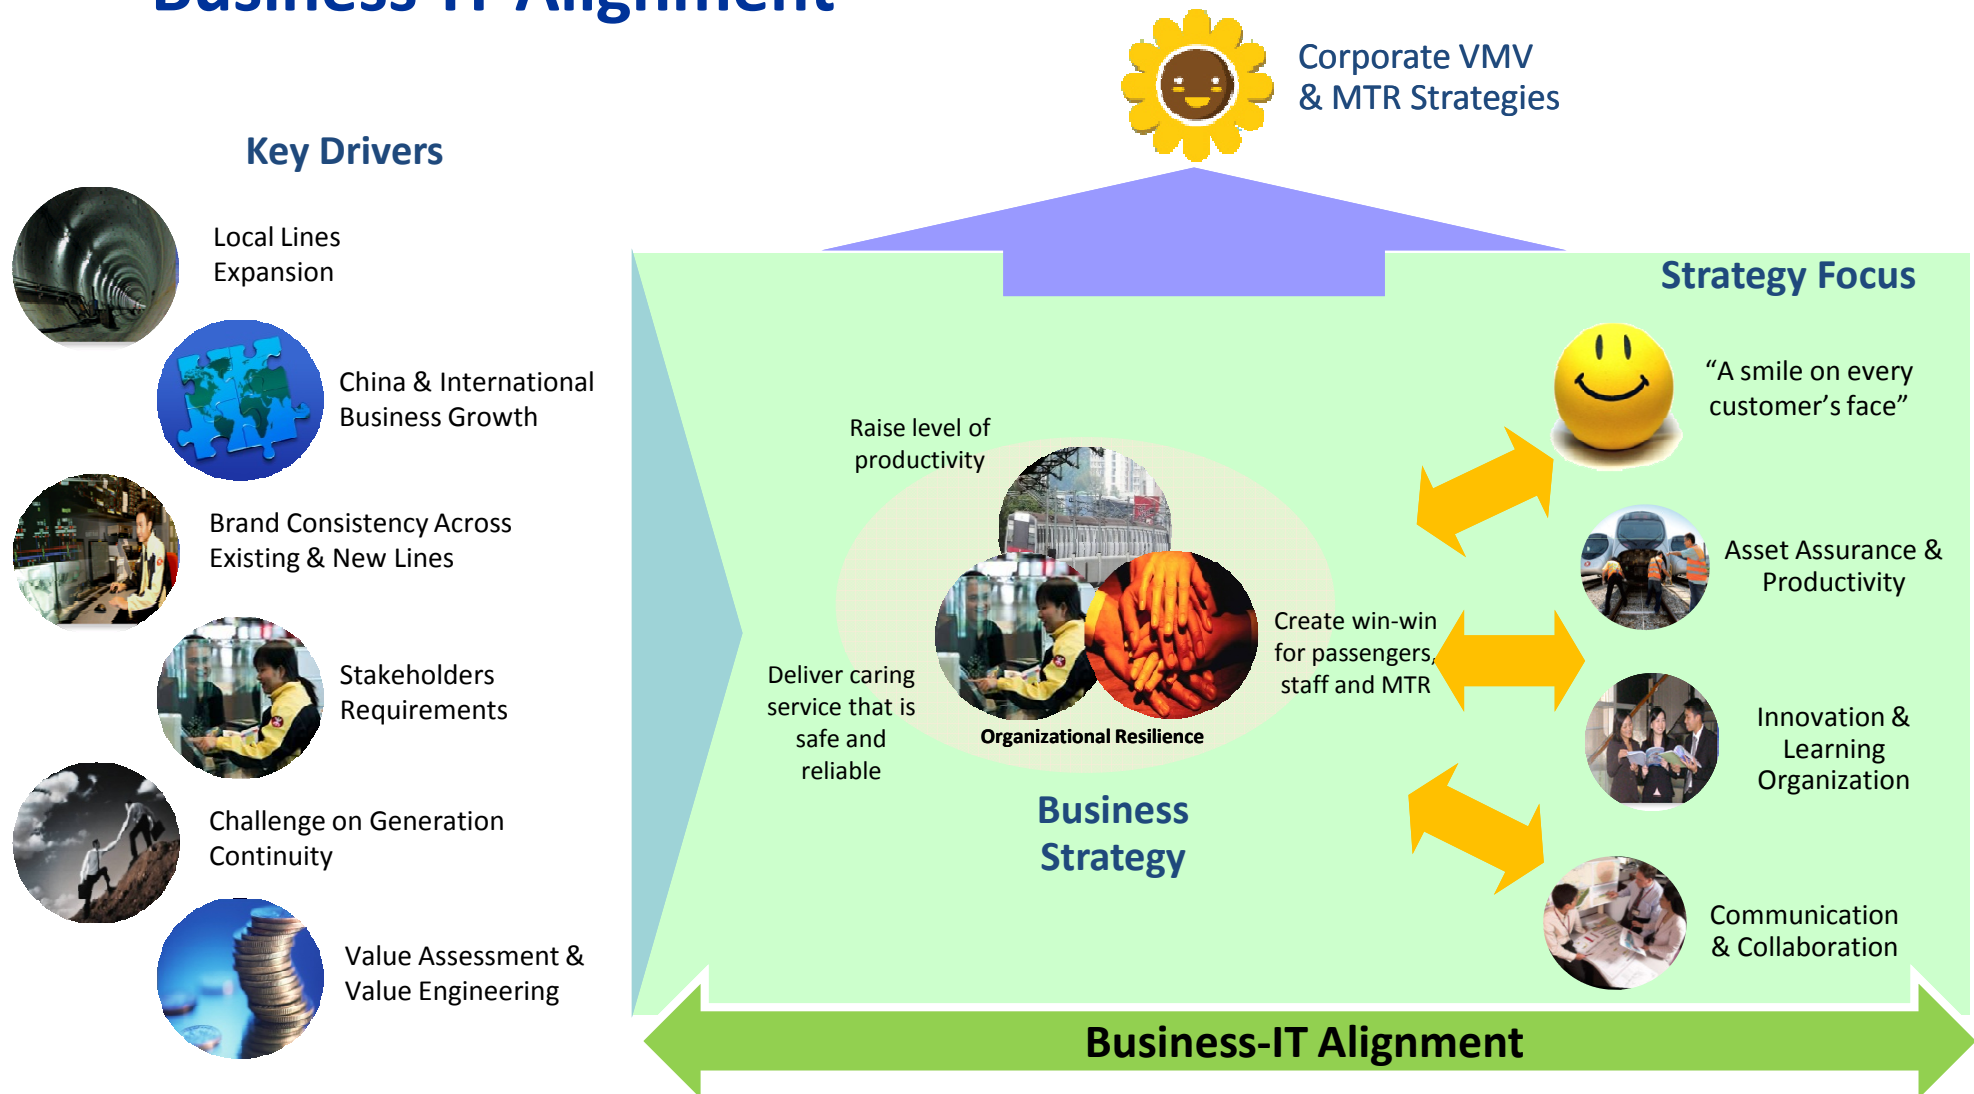 Business-IT Alignment
Corporate VMV
& MTR Strategies
Key Drivers
Local Lines
Expansion
China & International
Business Growth
Brand Consistency Across
Existing & New Lines
Stakeholders
Requirements
Challenge on Generation
Continuity
Value Assessment &
Value Engineering
Raise level of
productivity
Deliver caring
service that is
safe and
reliable
Create win-win
for passengers,
staff and MTR
Organizational Resilience
Business
Strategy
Strategy Focus
“A smile on every
customer’s face”
Asset Assurance &
Productivity
Innovation &
Learning
Organization
Communication
& Collaboration
Business-IT Alignment